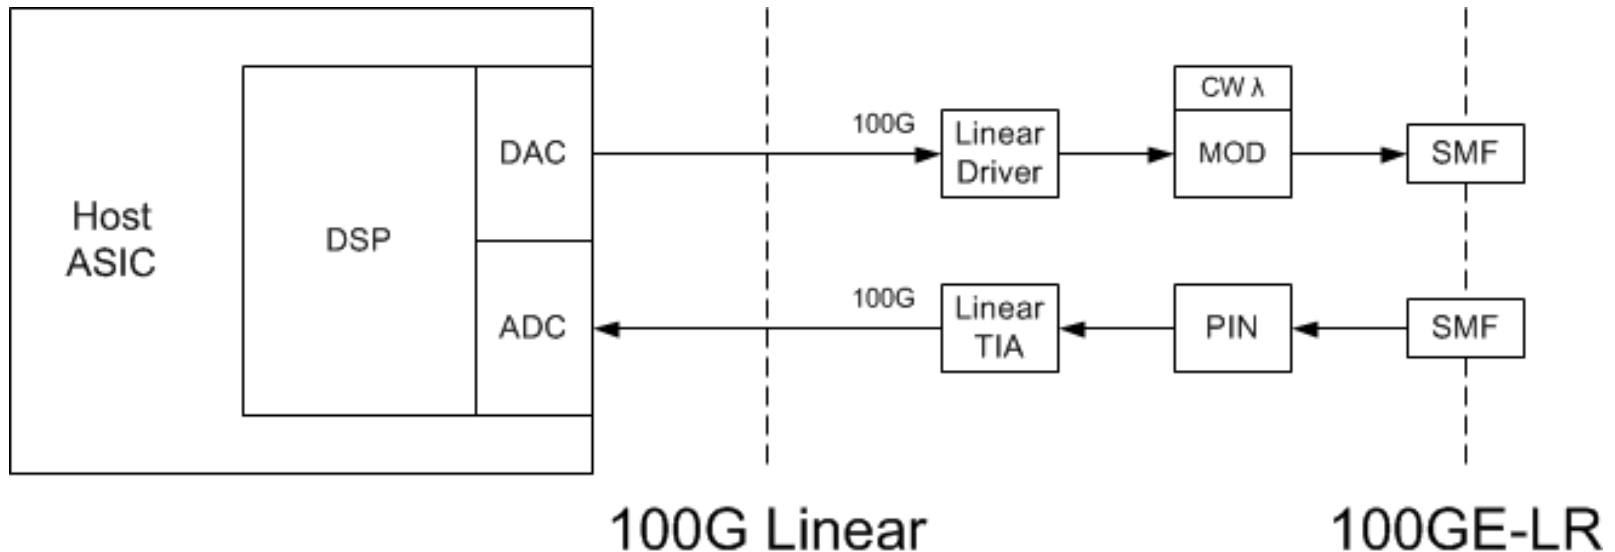 Host
ASIC
DSP
DAC
ADC
100G
Linear
Driver
CW λ
MOD
SMF
100G
Linear
TIA
PIN
SMF
100G Linear
100GE-LR